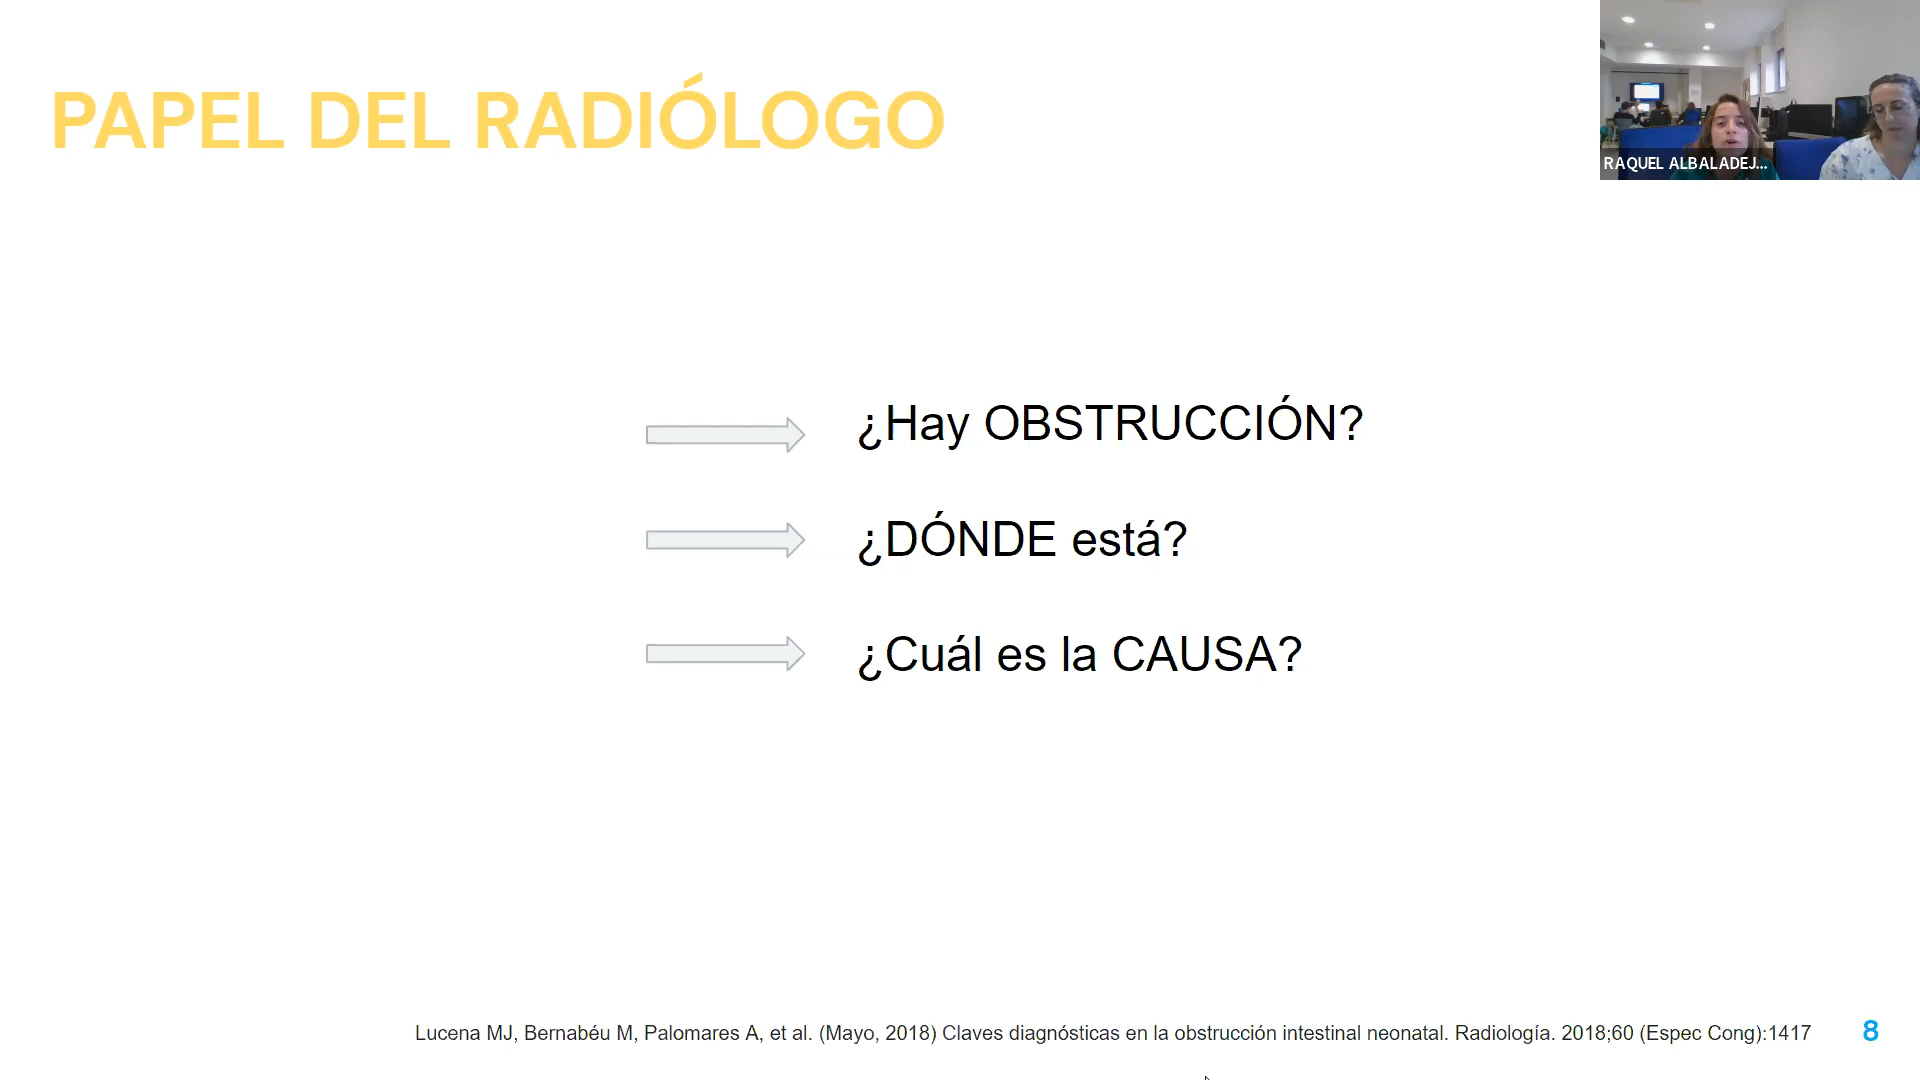 PAPEL DEL RADIÓLOGO
RAQUEL ALBALADEJ...
¿Hay OBSTRUCCIÓN?
¿DÓNDE está?
¿Cuál es la CAUSA?
Lucena MJ, Bernabéu M, Palomares A, et al. (Mayo, 2018) Claves diagnósticas en la obstrucción intestinal neonatal. Radiología. 2018;60 (Espec Cong):1417
8